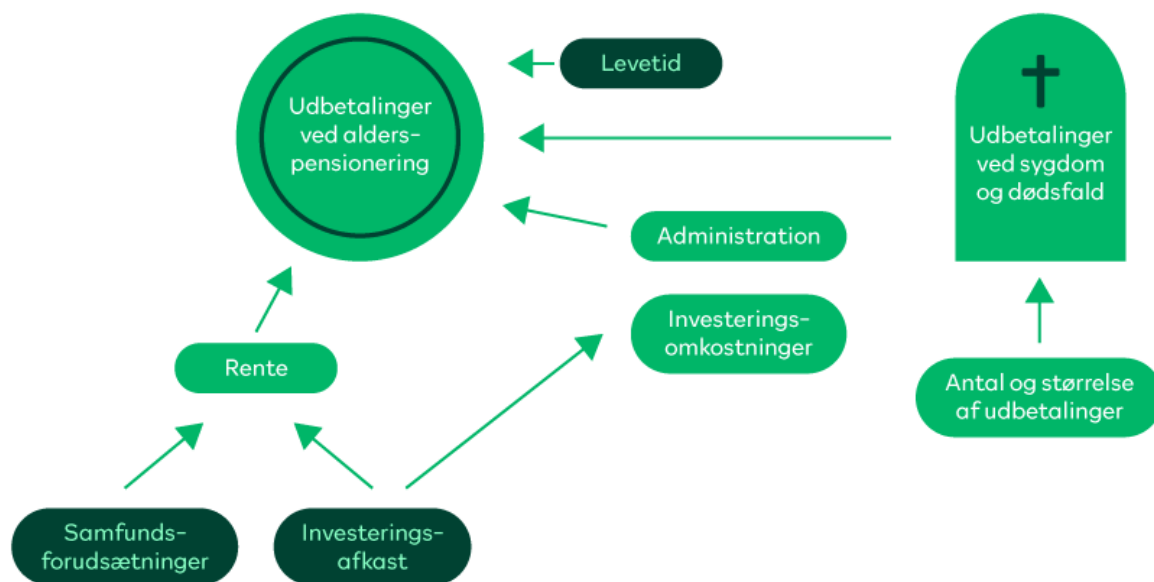 Levetid
Udbetalinger
ved alders-
pensionering
Udbetalinger
ved sygdom
og dødsfald
Administration
Investerings-
omkostninger
Rente
Antal og størrelse
af udbetalinger
Samfunds-
forudsætninger
Investerings-
afkast